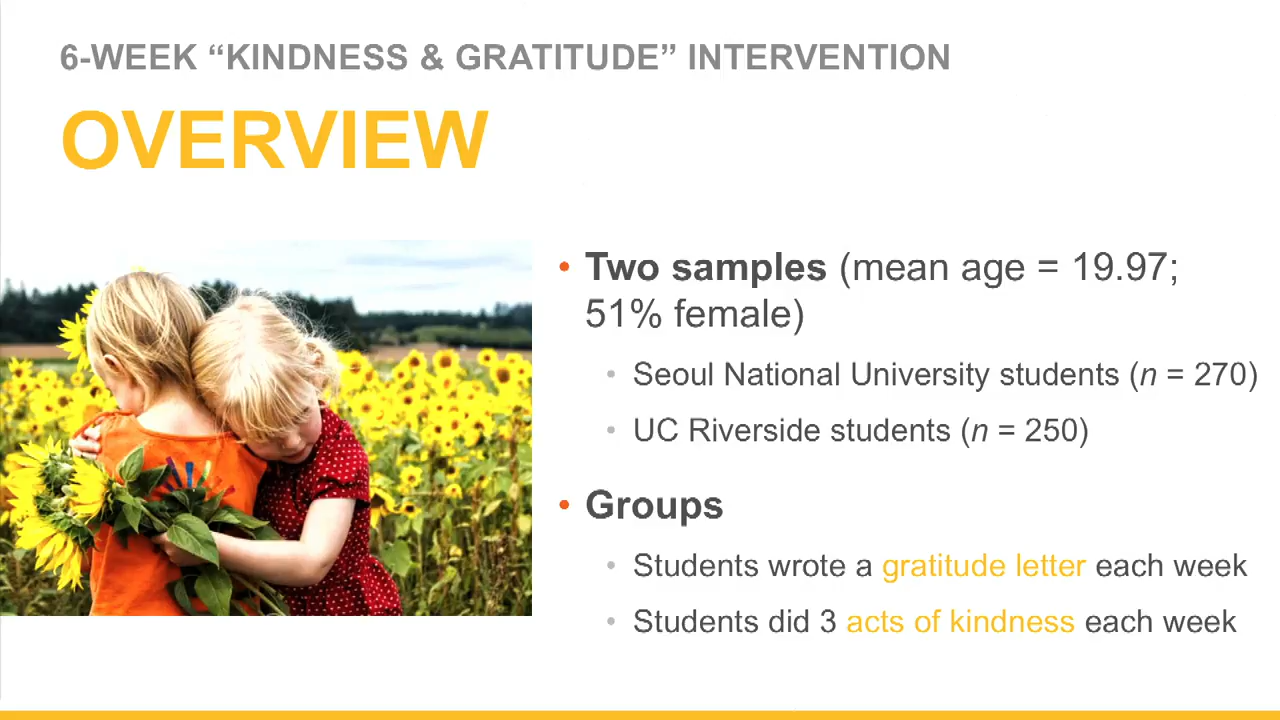 6-WEEK “KINDNESS & GRATITUDE” INTERVENTION
OVERVIEW
• Two samples (mean age = 19.97;
51% female)
• Seoul National University students (n = 270)
• UC Riverside students (n = 250)
• Groups
• Students wrote a gratitude letter each week
• Students did 3 acts of kindness each week